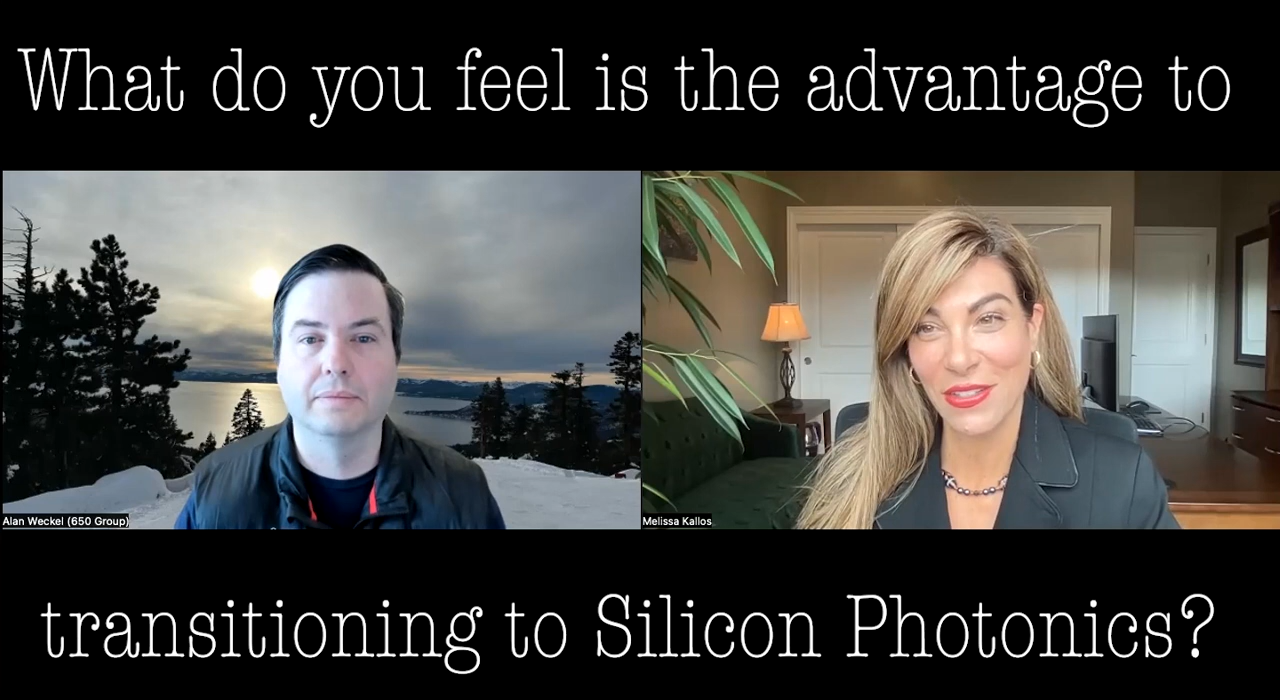 What do you feel is the advantage to
Alan Weckel (650 Group)
Melissa Kallos
transitioning to Silicon Photonics?